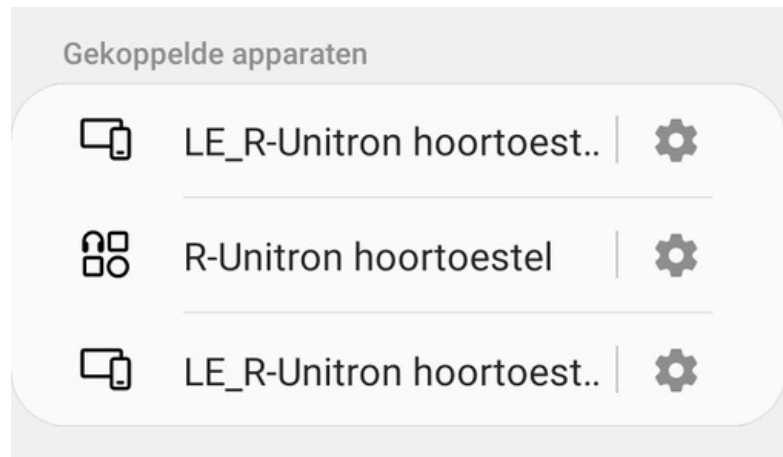 Gekoppelde apparaten
LE_R-Unitron hoortoest..
R-Unitron hoortoestel
LE_R-Unitron hoortoest..